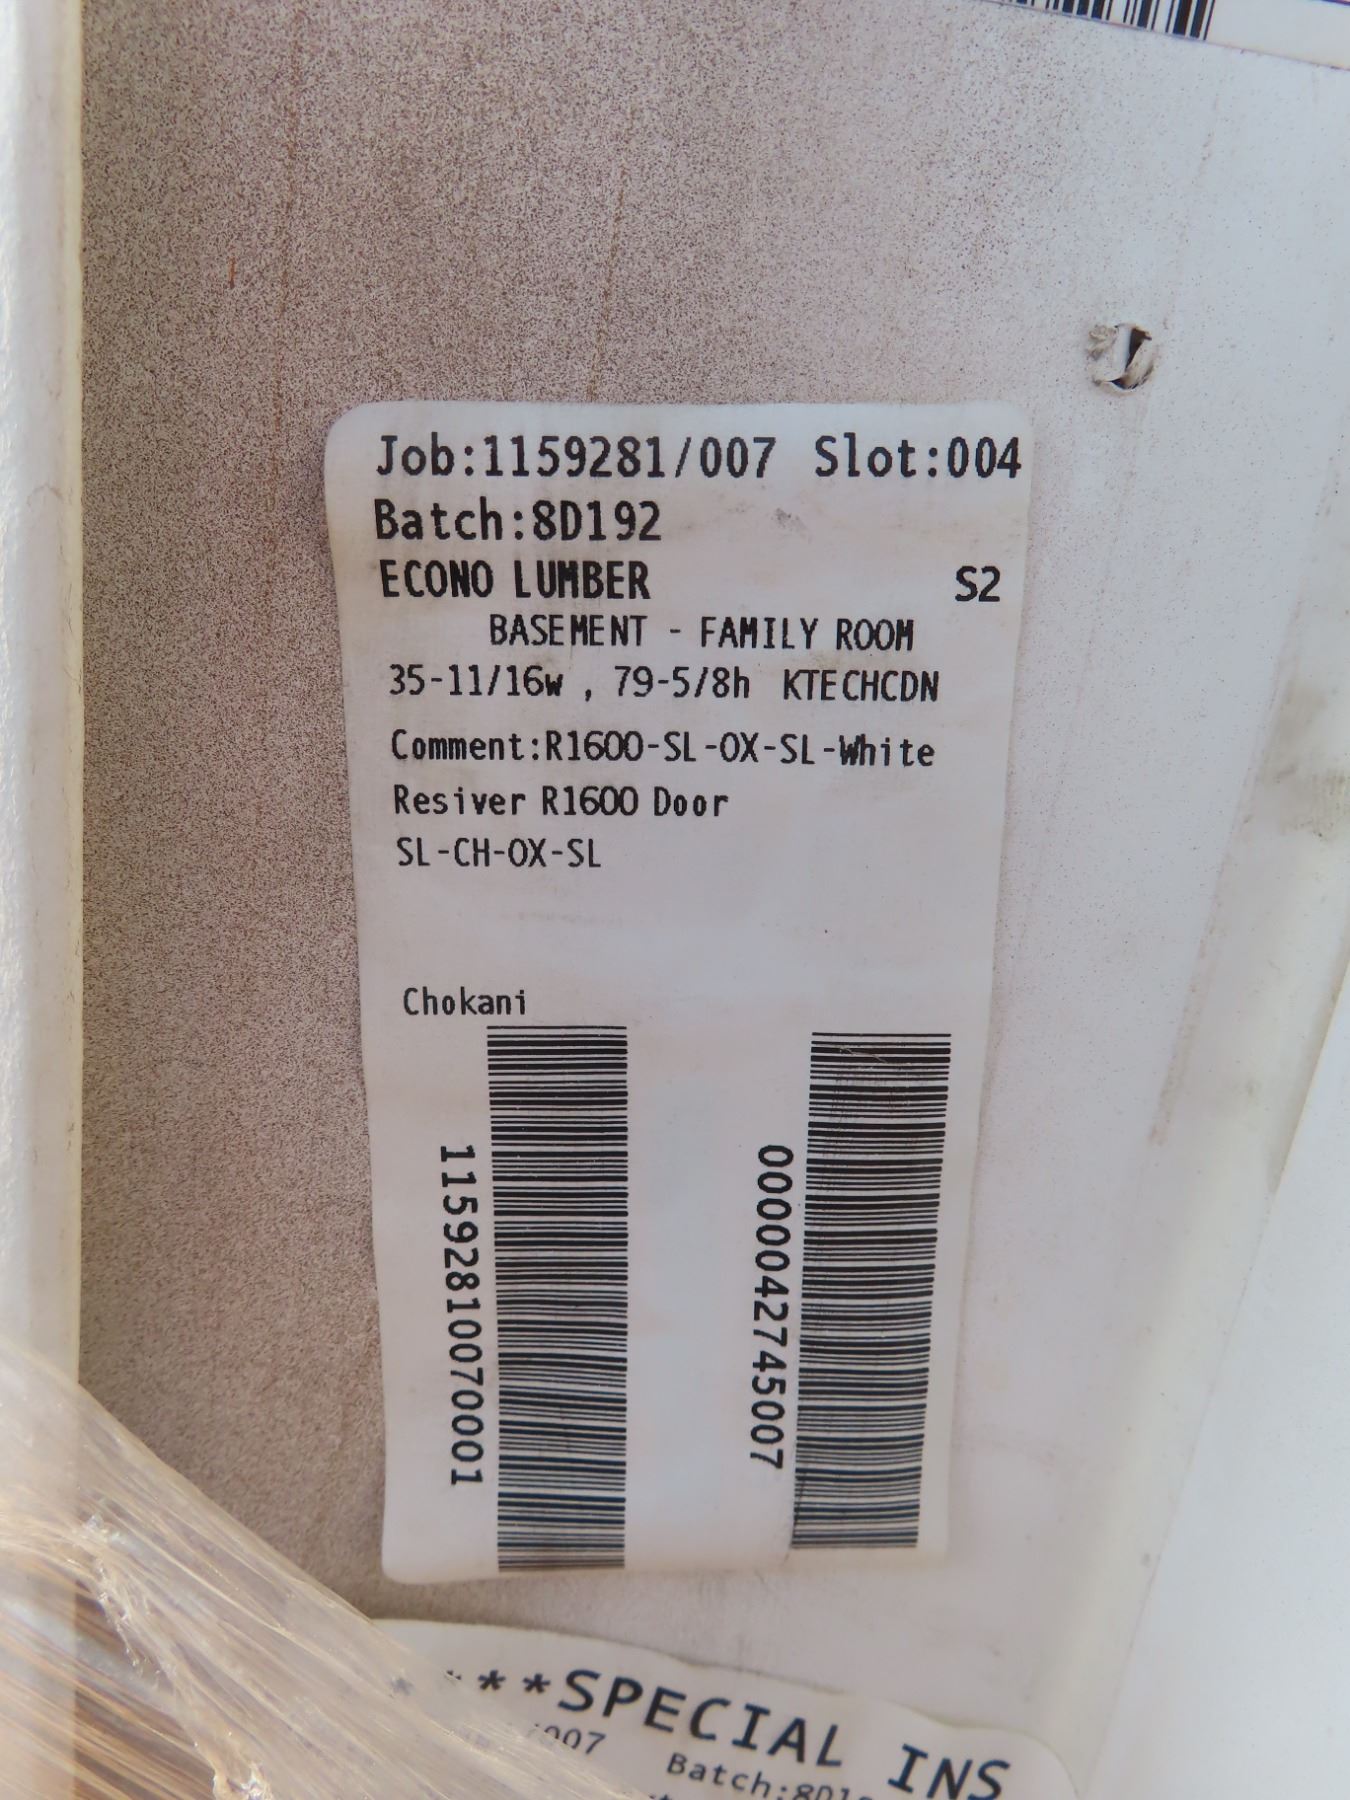 Job:1159281/007 Slot:004
Batch:8D192
ECONO LUMBER S2
BASEMENT - FAMILY ROOM
35-11/16w , 79-5/8h KTECHCDN
Comment:R1600-SL-OX-SL-White
Resiver R1600 Door
SL-CH-OX-SL
Chokani
11592810070001
0000042745007
***SPECIAL INS
/007 Batch:8D19